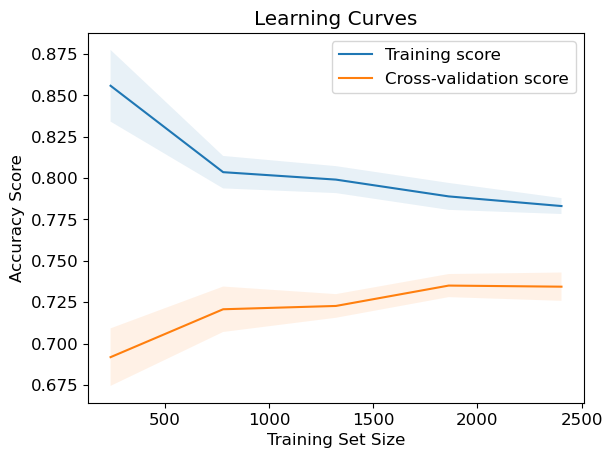 Learning Curves
Training score
Cross-validation score
0.875
0.850
0.825
0.800
0.775
0.750
0.725
0.700
0.675
Accuracy Score
500
1000
1500
2000
2500
Training Set Size